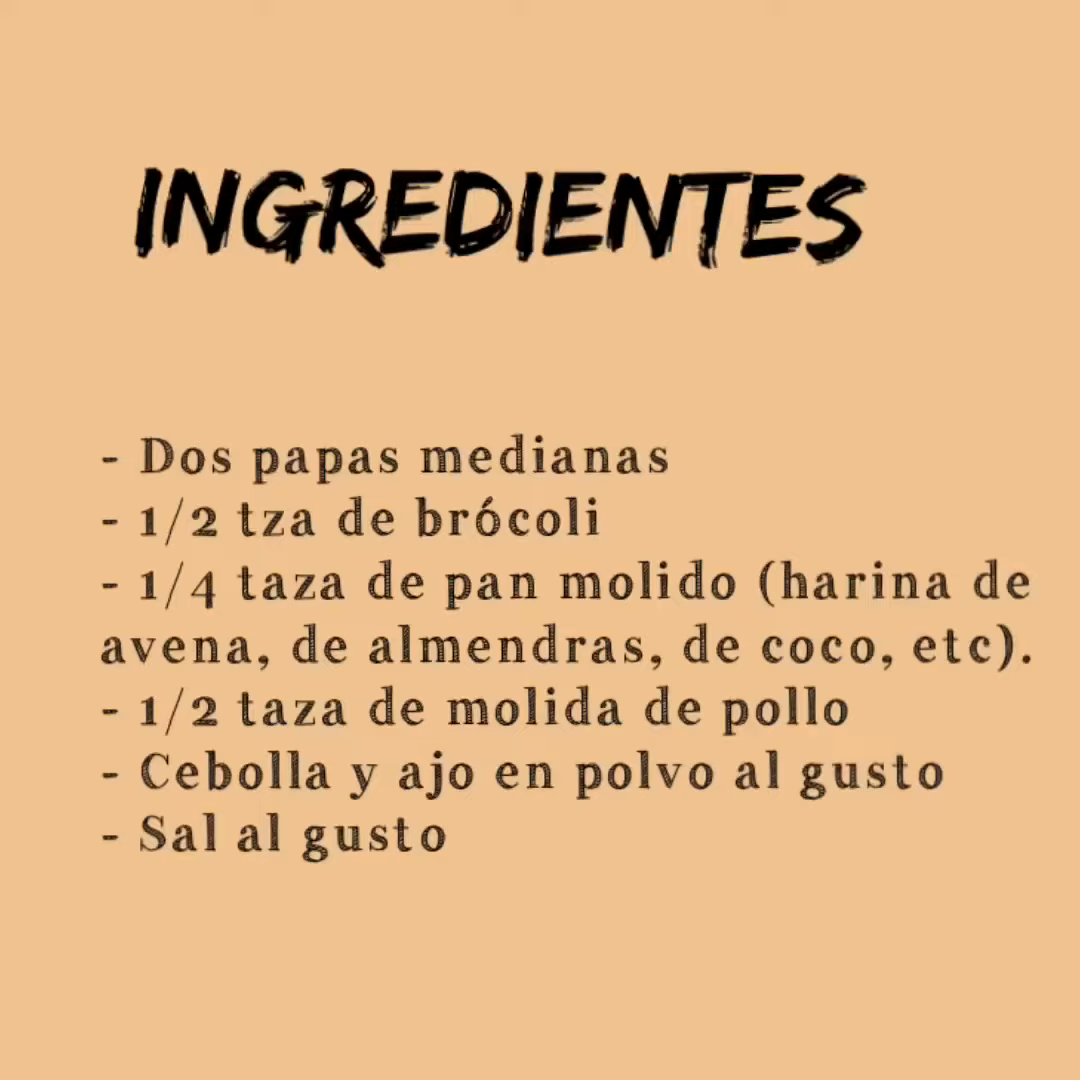 INGREDIENTES
- Dos papas medianas
- 1/2 tza de brócoli
- 1/4 taza de pan molido (harina de
avena, de almendras, de coco, etc).
- 1/2 taza de molida de pollo
- Cebolla y ajo en polvo al gusto
- Sal al gusto